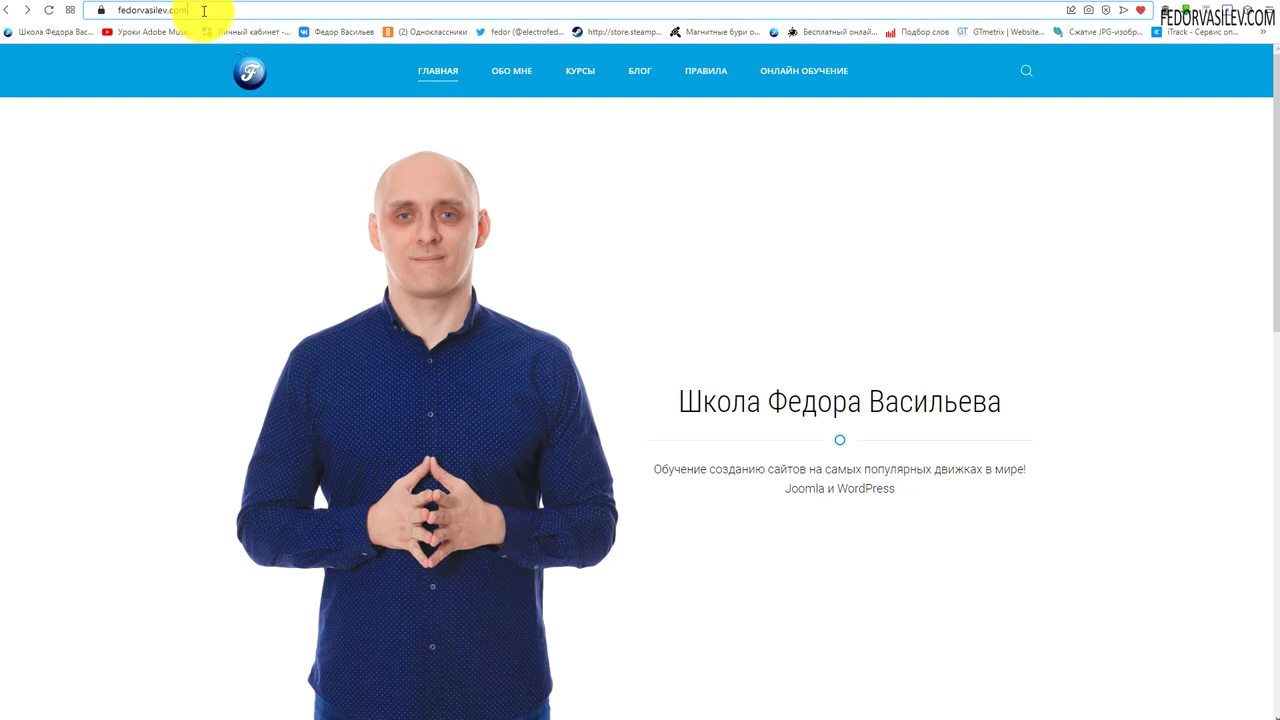 fedorvasilev.com
FEDORVASILEV.COM
Школа Федора Вас...
Уроки Adobe Muse...
Личный кабинет -...
Федор Васильев
(2) Одноклассники
fedor (@electrofed...
http://store.steamp...
Магнитные бури о...
Бесплатный онлай...
Подбор слов
GTmetrix | Website...
Сжатие JPG-изобр...
iTrack - Сервис оп...
ГЛАВНАЯ
ОБО МНЕ
КУРСЫ
БЛОГ
ПРАВИЛА
ОНЛАЙН ОБУЧЕНИЕ
Школа Федора Васильева
Обучение созданию сайтов на самых популярных движках в мире!
Joomla и WordPress